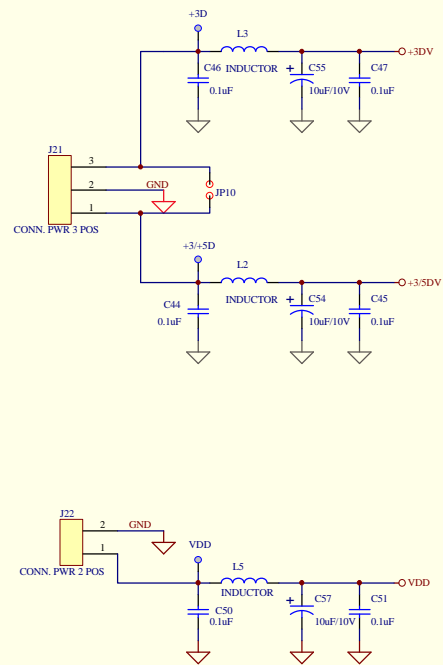 +3D
L3
C46
INDUCTOR
+
C55
C47
+3DV
0.1uF
10uF/10V
0.1uF
J21
3
2
GND
1
JP10
CONN. PWR 3 POS
+3/+5D
L2
C44
INDUCTOR
+
C54
C45
+3/5DV
0.1uF
10uF/10V
0.1uF
J22
2
GND
1
CONN. PWR 2 POS
VDD
L5
INDUCTOR
VDD
C50
+
C57
C51
0.1uF
10uF/10V
0.1uF